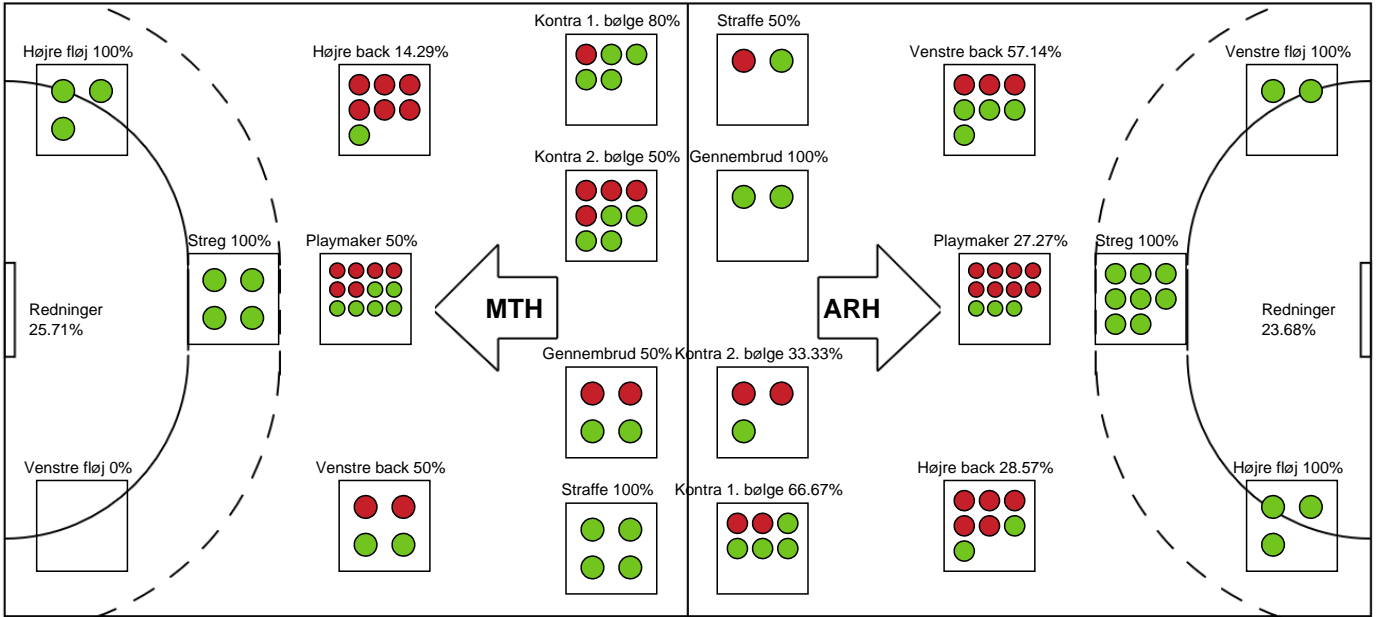 Kontra 1. bølge 80%
Straffe 50%
Højre fløj 100%
Højre back 14.29%
Venstre back 57.14%
Venstre fløj 100%
Kontra 2. bølge 50%
Gennembrud 100%
Streg 100%
Playmaker 50%
Playmaker 27.27%
Streg 100%
MTH
ARH
Redninger
25.71%
Redninger
23.68%
Gennembrud 50%
Kontra 2. bølge 33.33%
Venstre fløj 0%
Venstre back 50%
Højre back 28.57%
Højre fløj 100%
Straffe 100%
Kontra 1. bølge 66.67%